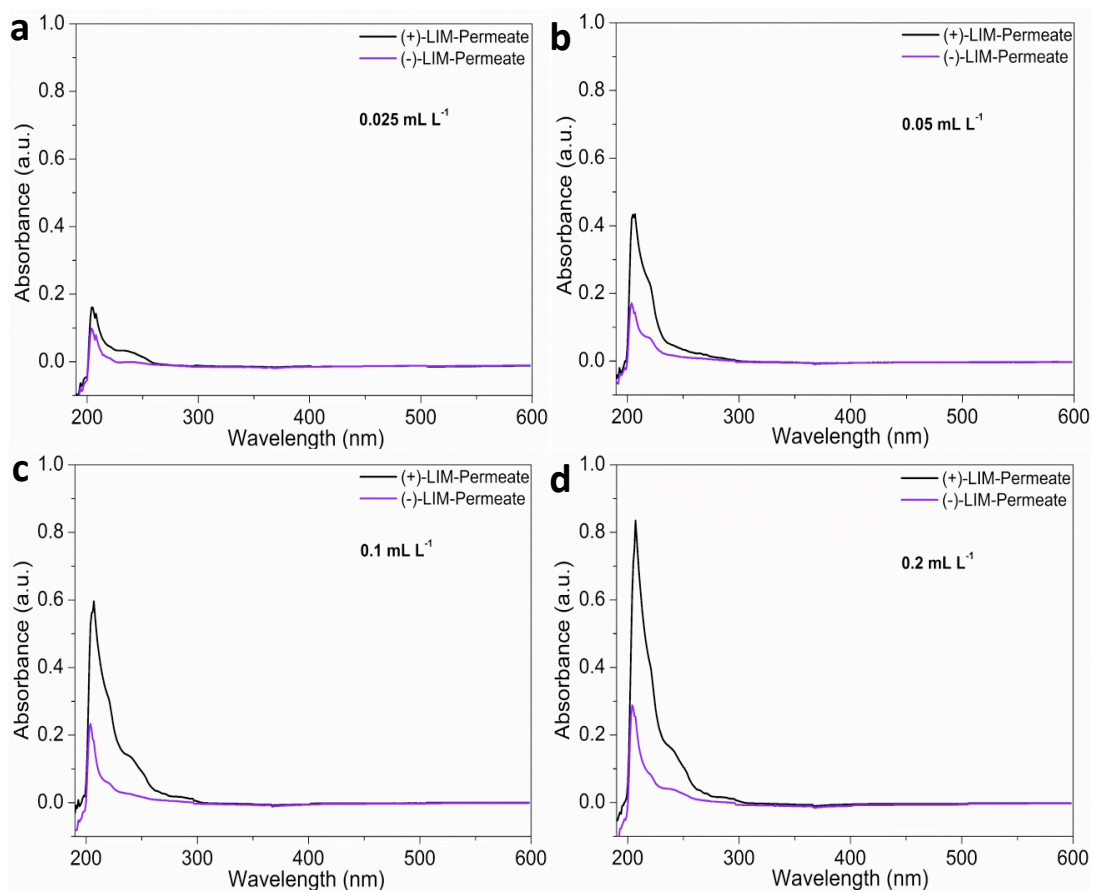 a
1.0
0.8
0.6
0.4
0.2
0.0
200 300 400 500 600
Absorbance (a.u.)
Wavelength (nm)
(+)-LIM-Permeate
(-)-LIM-Permeate
0.025 mL L⁻¹
b
1.0
0.8
0.6
0.4
0.2
0.0
200 300 400 500 600
Absorbance (a.u.)
Wavelength (nm)
(+)-LIM-Permeate
(-)-LIM-Permeate
0.05 mL L⁻¹
c
1.0
0.8
0.6
0.4
0.2
0.0
200 300 400 500 600
Absorbance (a.u.)
Wavelength (nm)
(+)-LIM-Permeate
(-)-LIM-Permeate
0.1 mL L⁻¹
d
1.0
0.8
0.6
0.4
0.2
0.0
200 300 400 500 600
Absorbance (a.u.)
Wavelength (nm)
(+)-LIM-Permeate
(-)-LIM-Permeate
0.2 mL L⁻¹